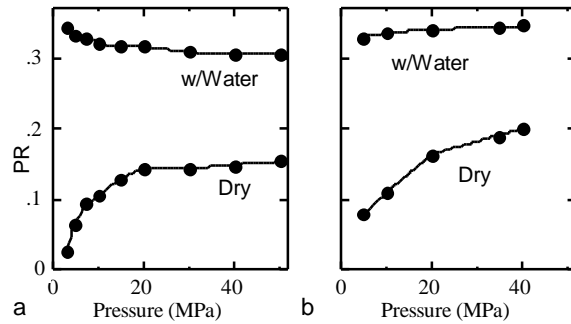 .3
w/Water
w/Water
.2
PR
.1
Dry
Dry
0
0 20 40
0 20 40
a Pressure (MPa)
b Pressure (MPa)